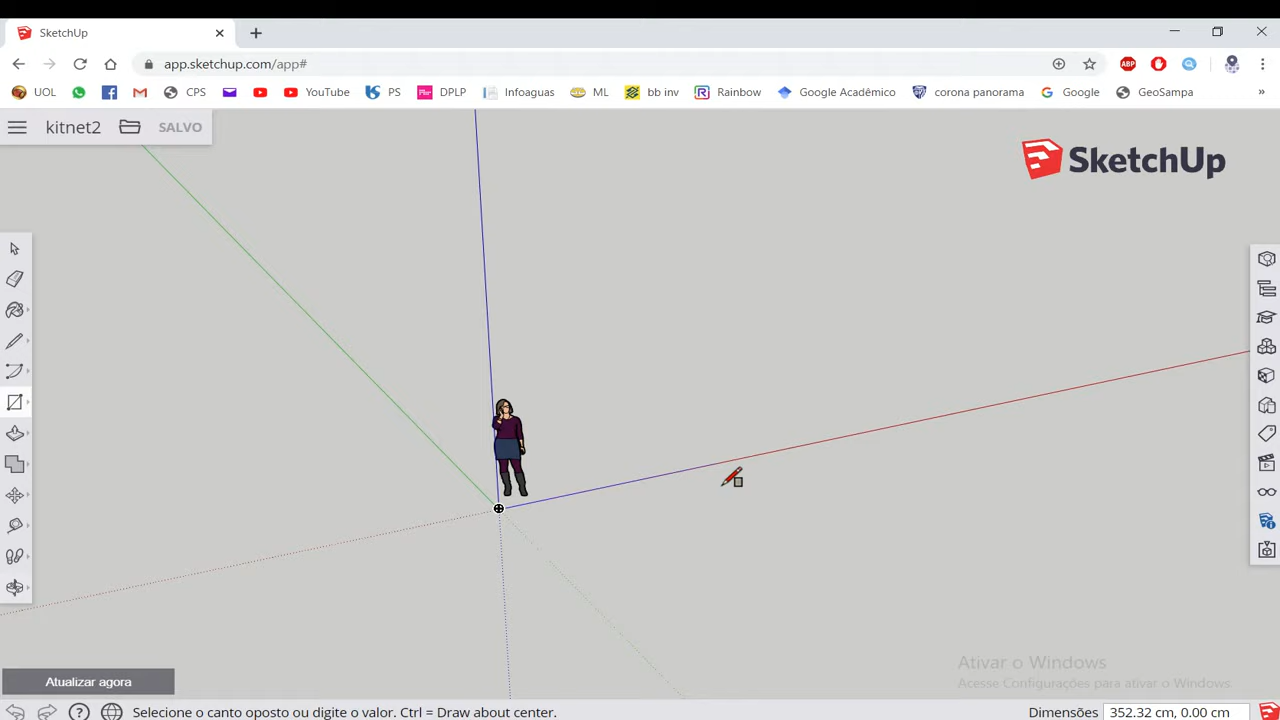 SketchUp
app.sketchup.com/app#
ABP
UOL
CPS
YouTube
PS
DPLP
Infoaguas
ML
bb inv
Rainbow
Google Acadêmico
corona panorama
Google
GeoSampa
»
kitnet2
SALVO
SketchUp
Ativar o Windows
Acesse Configurações para ativar o Windows.
Atualizar agora
Selecione o canto oposto ou digite o valor. Ctrl = Draw about center.
Dimensões
352.32 cm, 0.00 cm